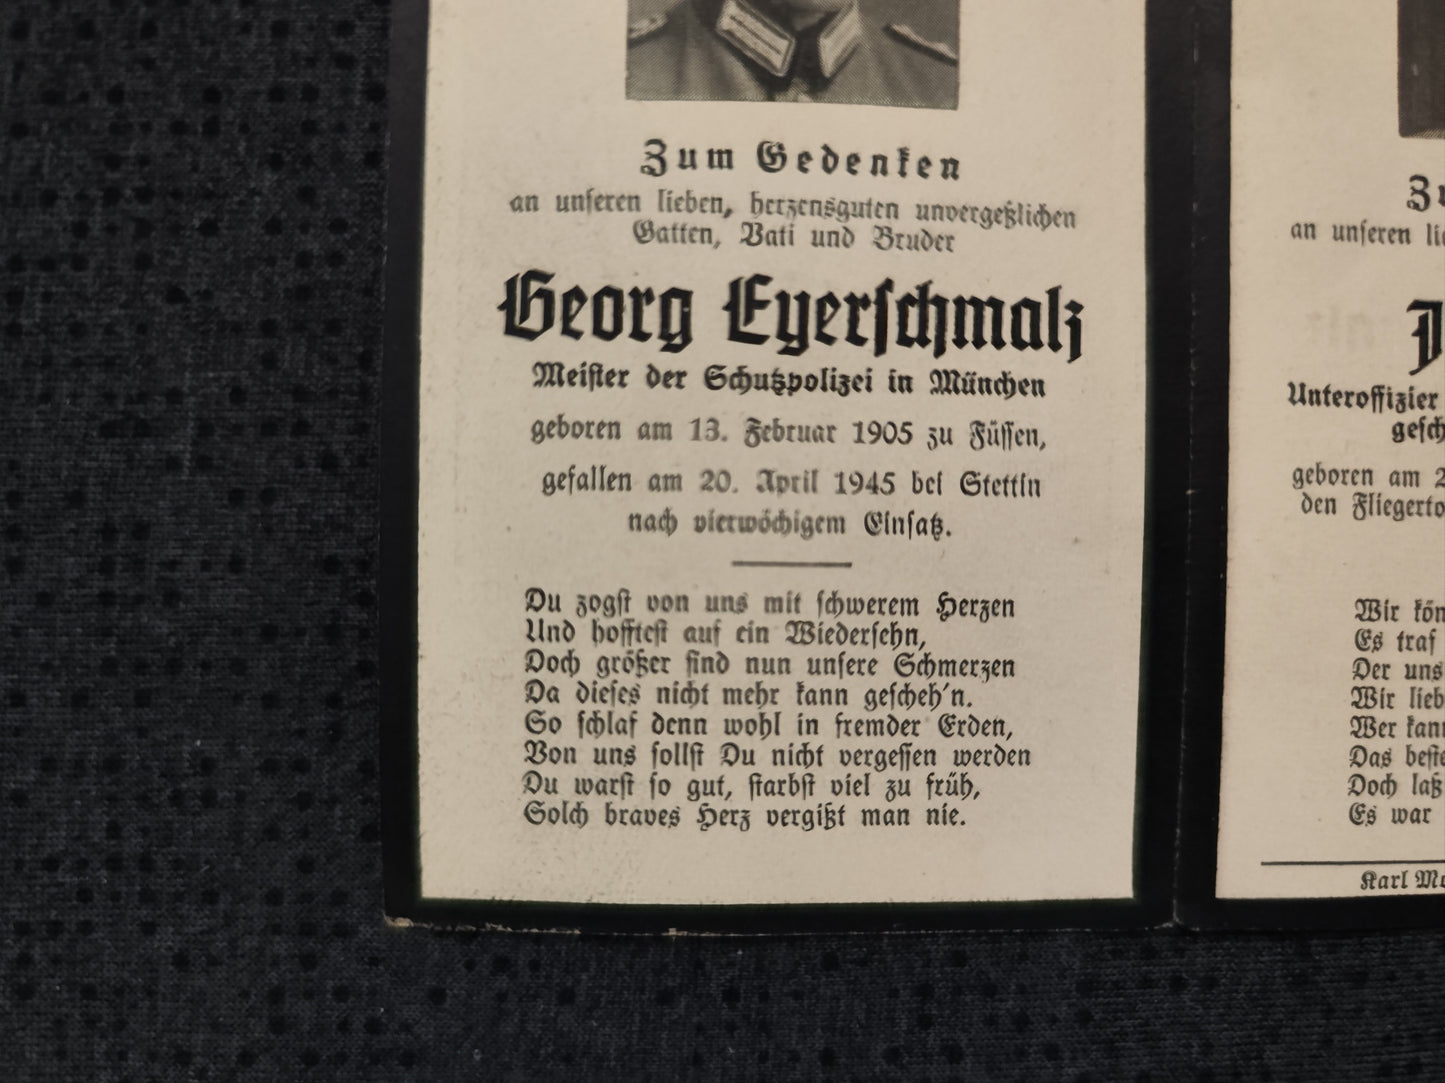 Zum Gedenken
an unseren lieben, herzensguten unvergeßlichen
Gatten, Vati und Bruder
Georg Eyerschmalz
Meister der Schutzpolizei in München
geboren am 13. Februar 1905 zu Füssen,
gefallen am 20. April 1945 bei Stettin
nach vierwöchigem Einsatz.
Du zogst von uns mit schwerem Herzen
Und hofftest auf ein Wiedersehn,
Doch größer sind nun unsere Schmerzen
Da dieses nicht mehr kann gescheh'n.
So schlaf denn wohl in fremder Erden,
Von uns sollst Du nicht vergessen werden
Du warst so gut, starbst viel zu früh,
Solch braves Herz vergißt man nie.
an unseren
Unteroffizier
geboren am 2
den
Wir
Es traf
Der uns
Wir
Wer
Das
Doch laß
Es war
Karl